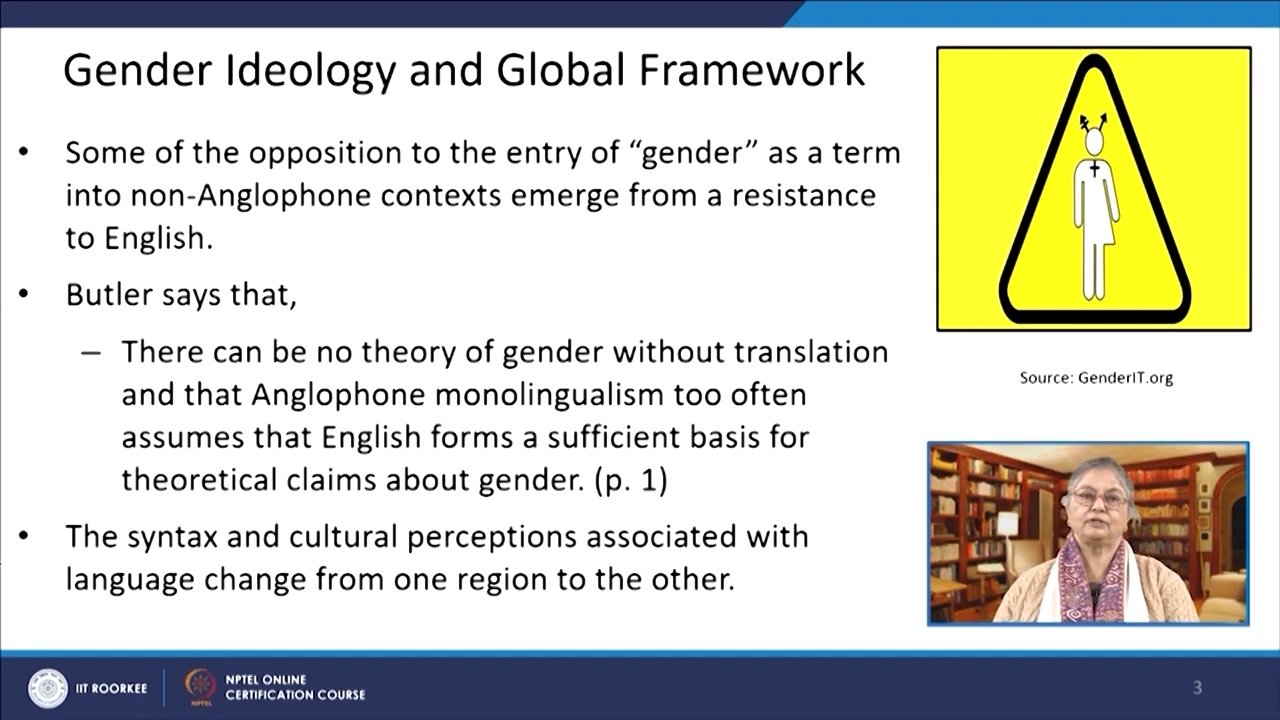 Gender Ideology and Global Framework
• Some of the opposition to the entry of “gender” as a term
into non-Anglophone contexts emerge from a resistance
to English.
• Butler says that,
– There can be no theory of gender without translation
and that Anglophone monolingualism too often
assumes that English forms a sufficient basis for
theoretical claims about gender. (p. 1)
• The syntax and cultural perceptions associated with
language change from one region to the other.
Source: GenderIT.org
IIT ROORKEE
NPTEL
NPTEL ONLINE
CERTIFICATION COURSE
3